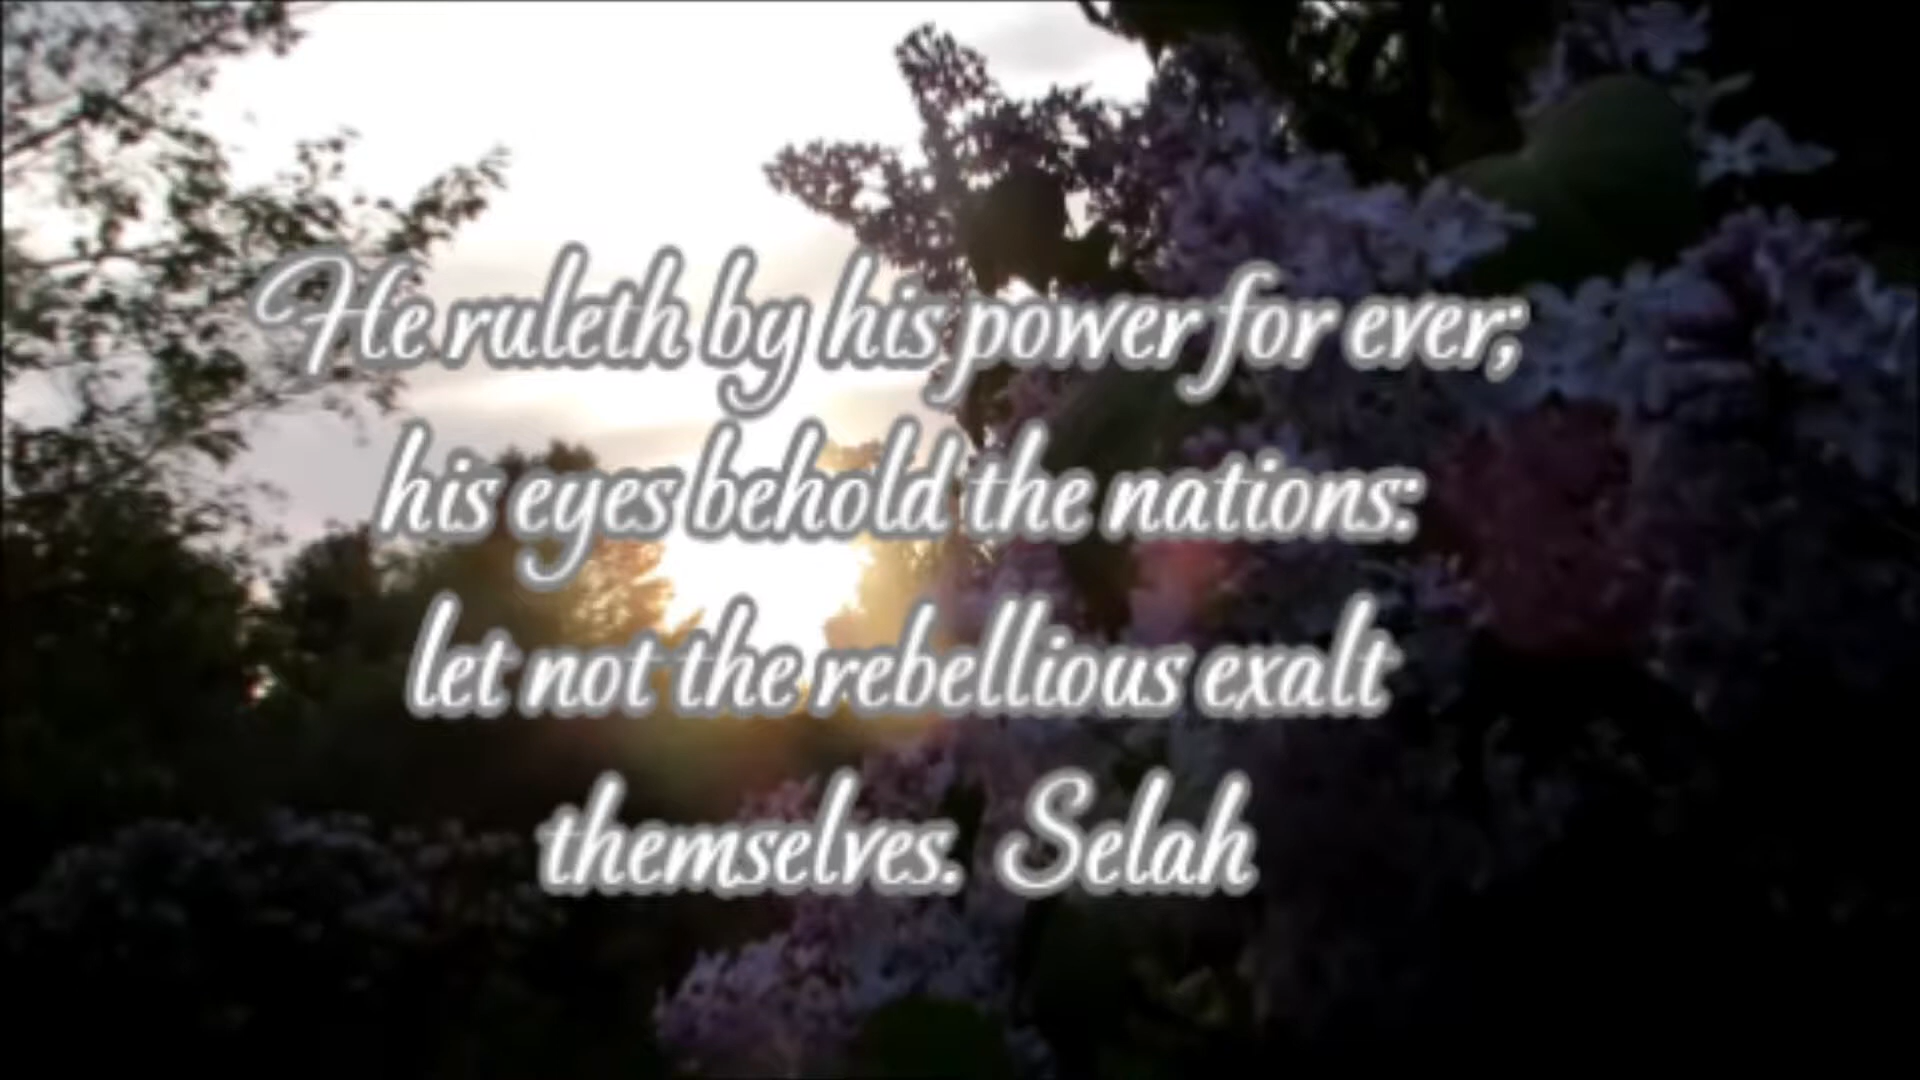 He ruleth by his power for ever;
his eyes behold the nations:
let not the rebellious exalt
themselves. Selah